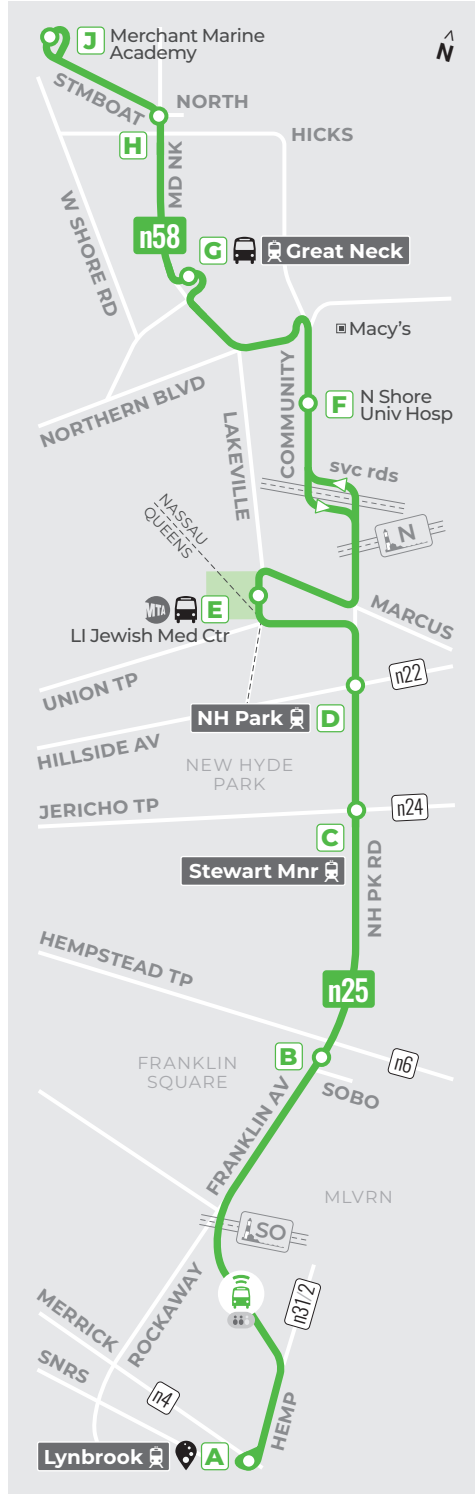 J Merchant Marine
Academy
N
STMBOAT
NORTH
HICKS
H
MD NK
W SHORE RD
n58
G Great Neck
Macy's
COMMUNITY
F N Shore
Univ Hosp
NORTHERN BLVD
LAKEVILLE
svc rds
N
NASSAU
QUEENS
MTA E
LI Jewish Med Ctr
MARCUS
UNION TP
n22
NH Park D
HILLSIDE AV
NEW HYDE
PARK
JERICHO TP
n24
C
Stewart Mnr
NH PK RD
HEMPSTEAD TP
n25
B
n6
FRANKLIN
SQUARE
SOBO
FRANKLIN AV
MLVRN
SO
ROCKAWAY
n31/2
MERRICK
SNRS
n4
HEMP
Lynbrook A